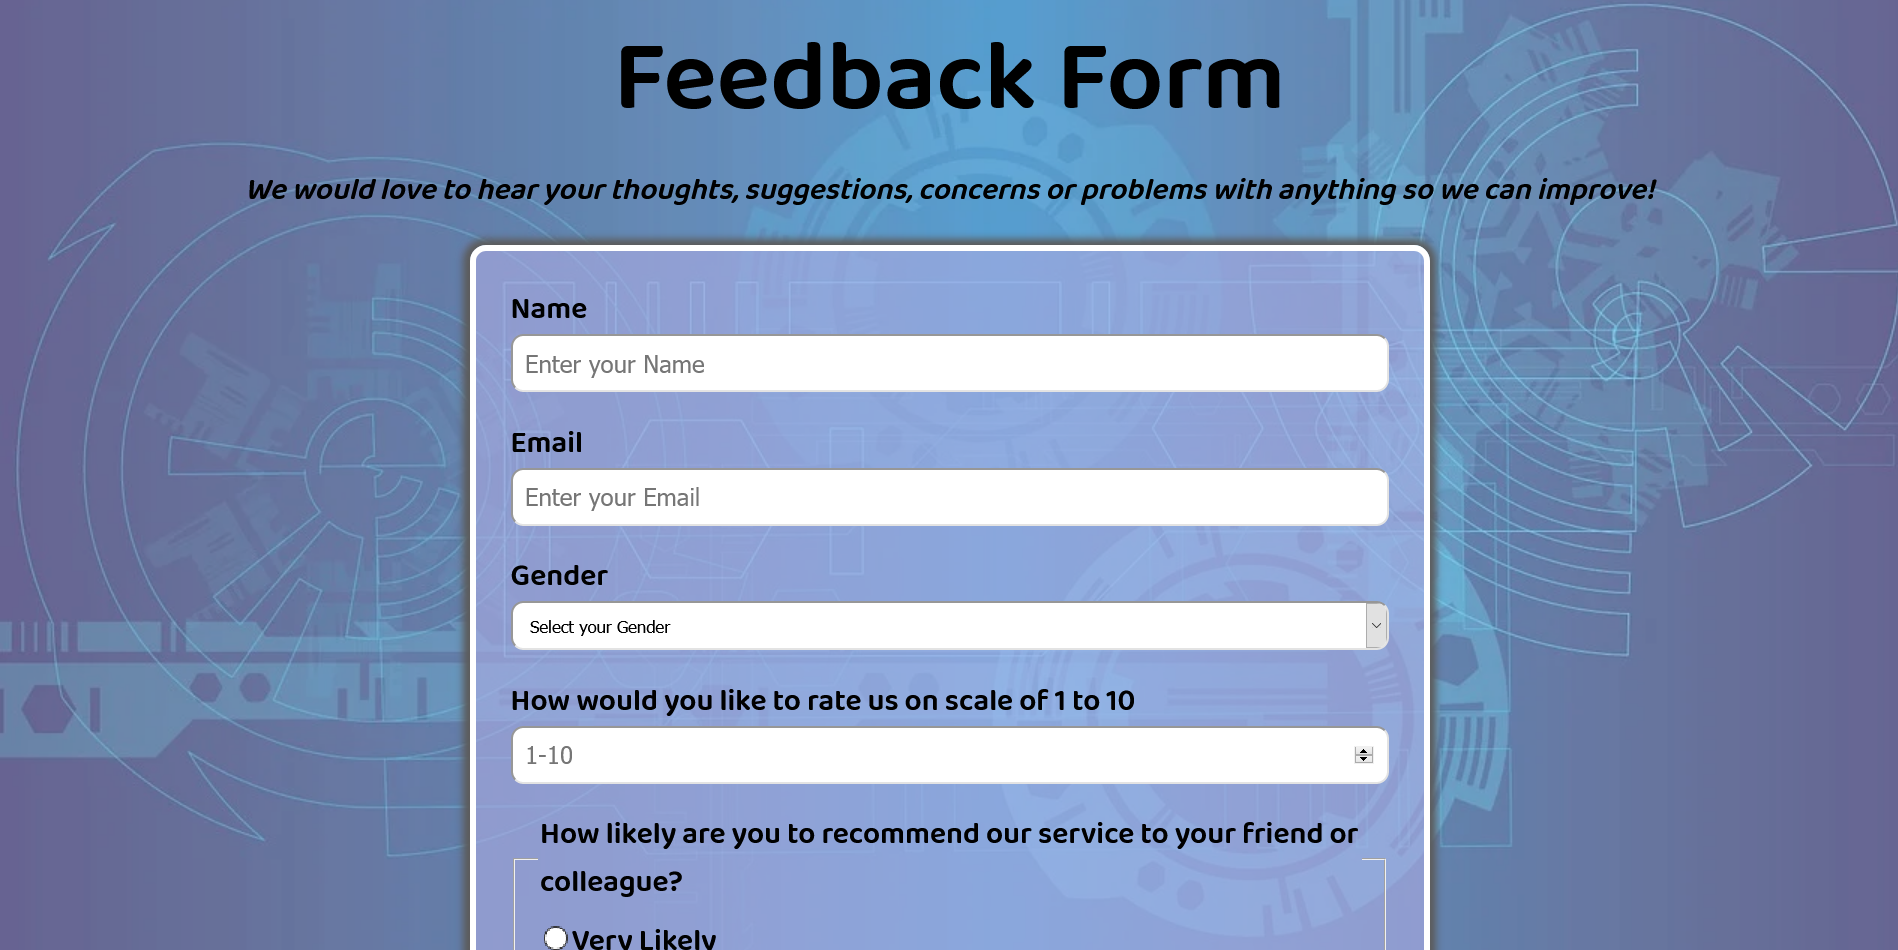 Feedback Form
We would love to hear your thoughts, suggestions, concerns or problems with anything so we can improve!
Name
Enter your Name
Email
Enter your Email
Gender
Select your Gender
How would you like to rate us on scale of 1 to 10
1-10
How likely are you to recommend our service to your friend or
colleague?
Very Likely